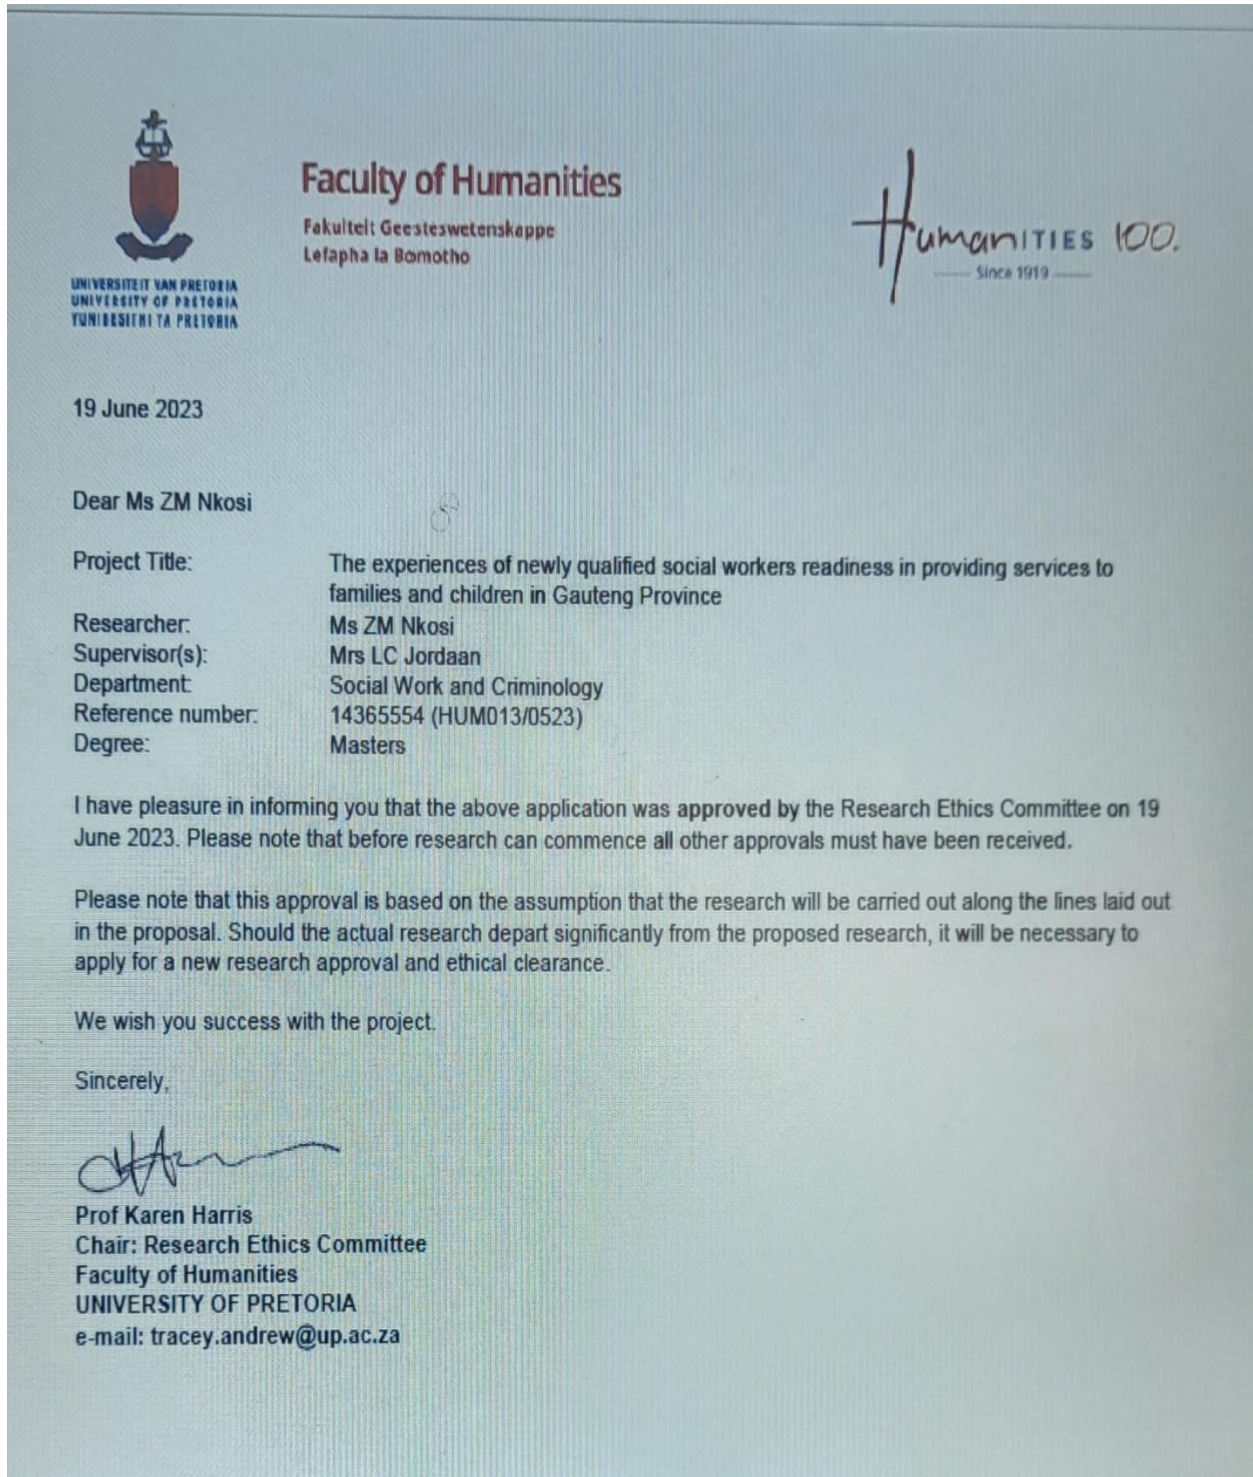 Faculty of Humanities
Fakulteit Geesteswetenskappe
Lefapha la Bomotho
Humanities 100.
Since 1919
UNIVERSITEIT VAN PRETORIA
UNIVERSITY OF PRETORIA
YUNIBESITHI YA PRETORIA
19 June 2023
Dear Ms ZM Nkosi
Project Title: The experiences of newly qualified social workers readiness in providing services to
families and children in Gauteng Province
Researcher: Ms ZM Nkosi
Supervisor(s): Mrs LC Jordaan
Department: Social Work and Criminology
Reference number: 14365554 (HUM013/0523)
Degree: Masters
I have pleasure in informing you that the above application was approved by the Research Ethics Committee on 19
June 2023. Please note that before research can commence all other approvals must have been received.
Please note that this approval is based on the assumption that the research will be carried out along the lines laid out
in the proposal. Should the actual research depart significantly from the proposed research, it will be necessary to
apply for a new research approval and ethical clearance.
We wish you success with the project.
Sincerely,
Prof Karen Harris
Chair: Research Ethics Committee
Faculty of Humanities
UNIVERSITY OF PRETORIA
e-mail: tracey.andrew@up.ac.za